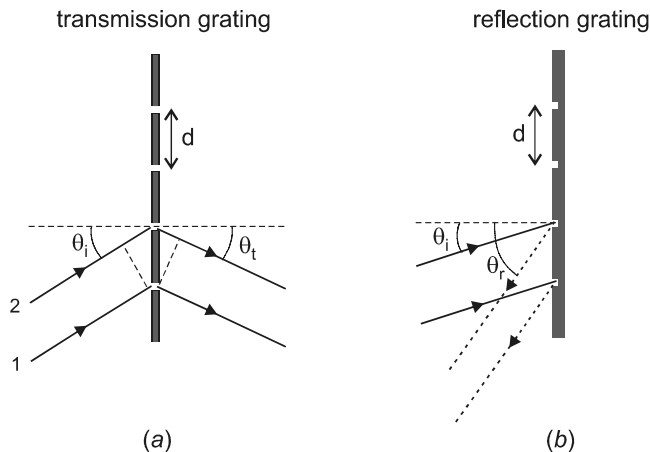 transmission grating
reflection grating
d
d
θi
θt
θi
θr
2
1
(a)
(b)